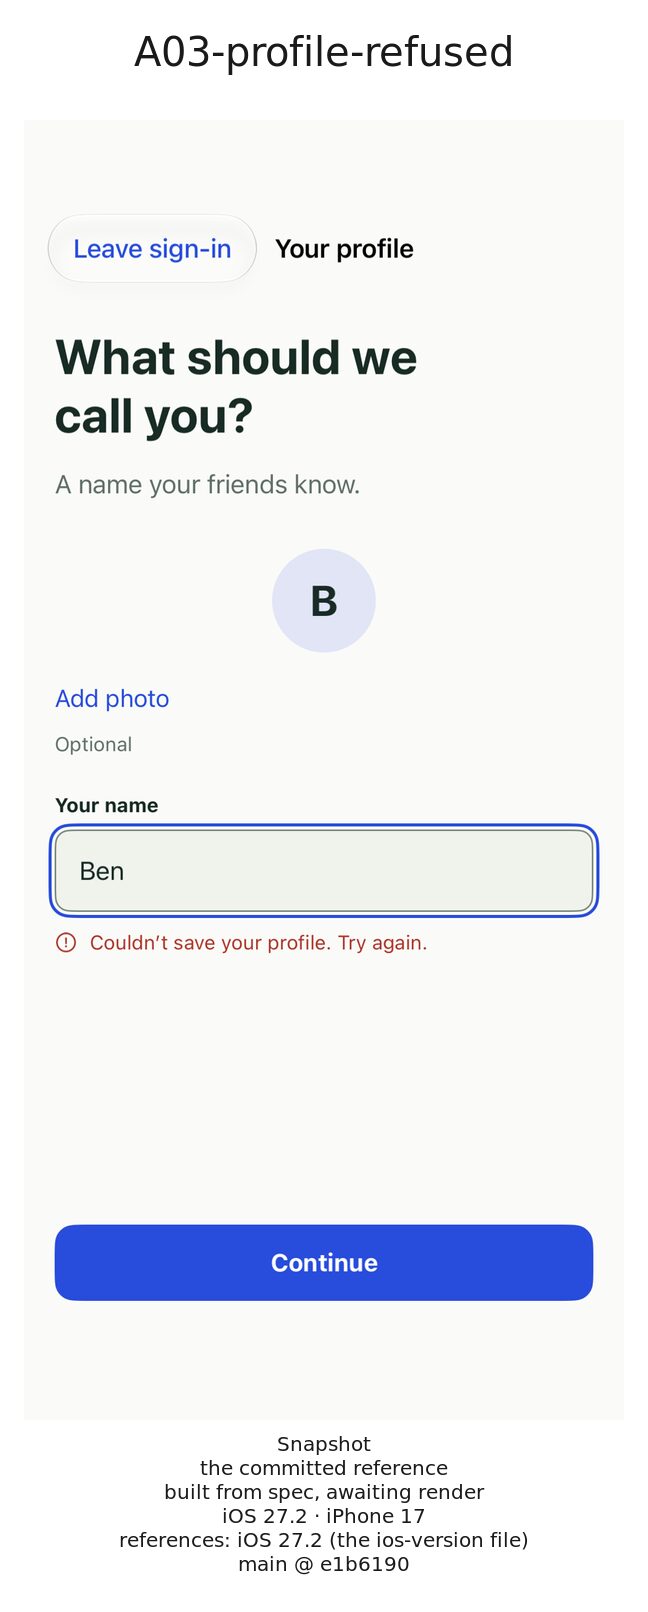 A03-profile-refused
Leave sign-in
Your profile
What should we
call you?
A name your friends know.
B
Add photo
Optional
Your name
Ben
Couldn’t save your profile. Try again.
Continue
Snapshot
the committed reference
built from spec, awaiting render
iOS 27.2 · iPhone 17
references: iOS 27.2 (the ios-version file)
main @ e1b6190